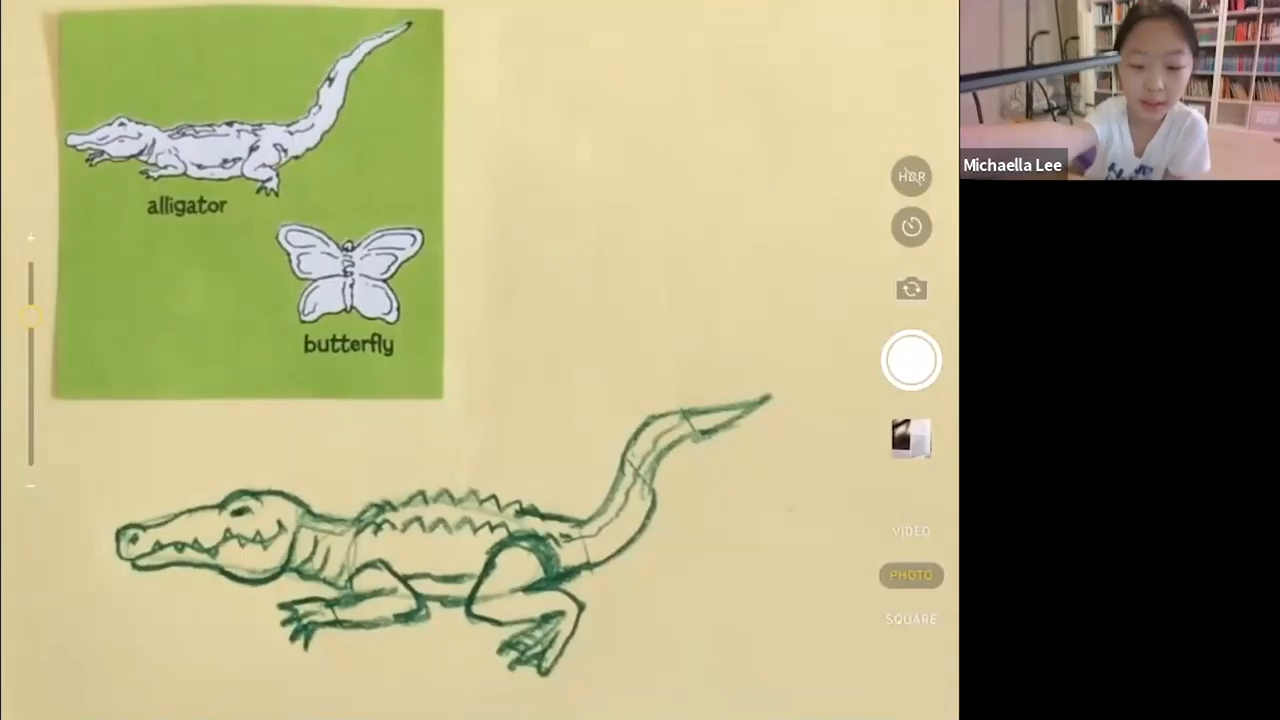 alligator
butterfly
HDR
VIDEO
PHOTO
SQUARE
Michaella Lee